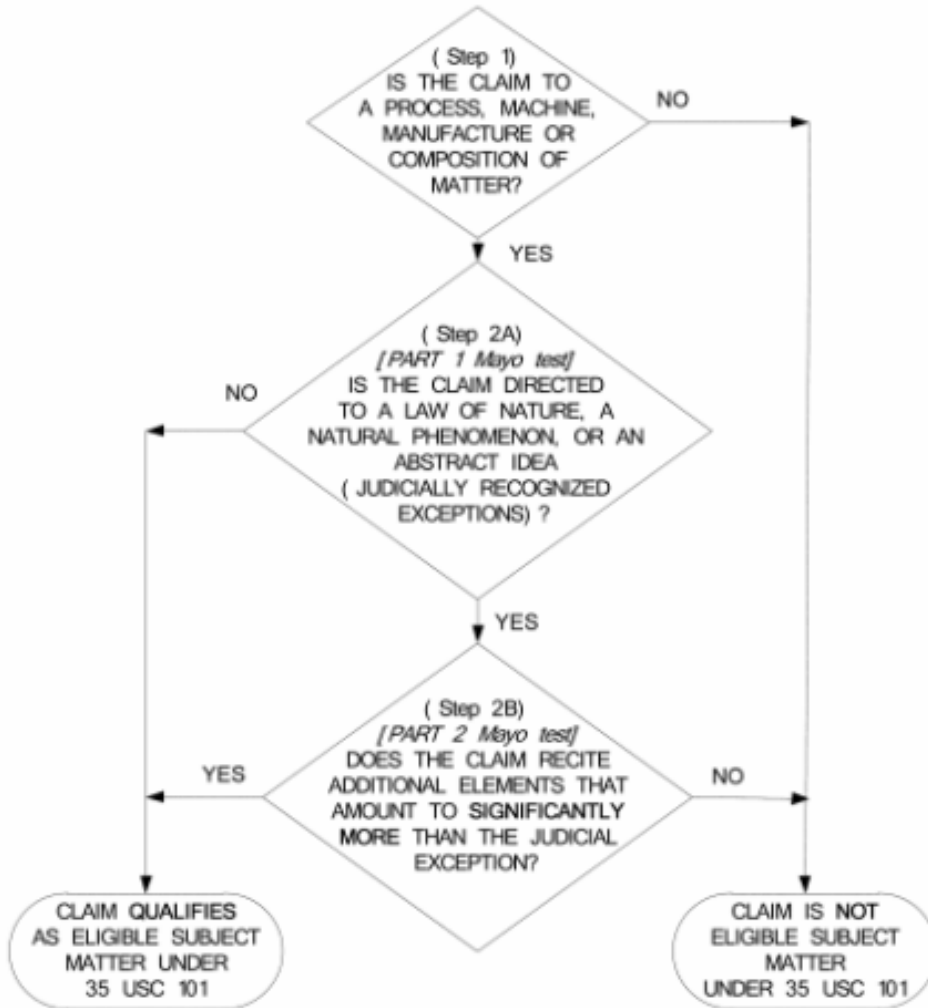 ( Step 1)
IS THE CLAIM TO
A PROCESS, MACHINE,
MANUFACTURE OR
COMPOSITION OF
MATTER?
NO
YES
( Step 2A)
[PART 1 Mayo test]
IS THE CLAIM DIRECTED
TO A LAW OF NATURE, A
NATURAL PHENOMENON, OR AN
ABSTRACT IDEA
( JUDICIALLY RECOGNIZED
EXCEPTIONS) ?
NO
YES
( Step 2B)
[PART 2 Mayo test]
DOES THE CLAIM RECITE
ADDITIONAL ELEMENTS THAT
AMOUNT TO SIGNIFICANTLY
MORE THAN THE JUDICIAL
EXCEPTION?
YES
NO
CLAIM QUALIFIES
AS ELIGIBLE SUBJECT
MATTER UNDER
35 USC 101
CLAIM IS NOT
ELIGIBLE SUBJECT
MATTER
UNDER 35 USC 101